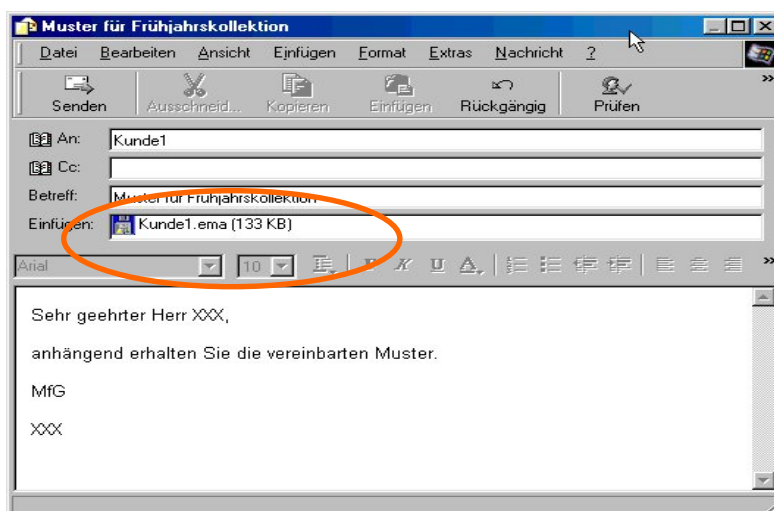 Muster für Frühjahrskollektion
Datei Bearbeiten Ansicht Einfügen Format Extras Nachricht ?
Senden Ausschneid... Kopieren Einfügen Rückgängig Prüfen »
An: Kunde1
Cc:
Betreff: Muster für Frühjahrskollektion
Einfügen: Kunde1.ema (133 KB)
Arial 10 F K U A »
Sehr geehrter Herr XXX,
anhängend erhalten Sie die vereinbarten Muster.
MfG
XXX